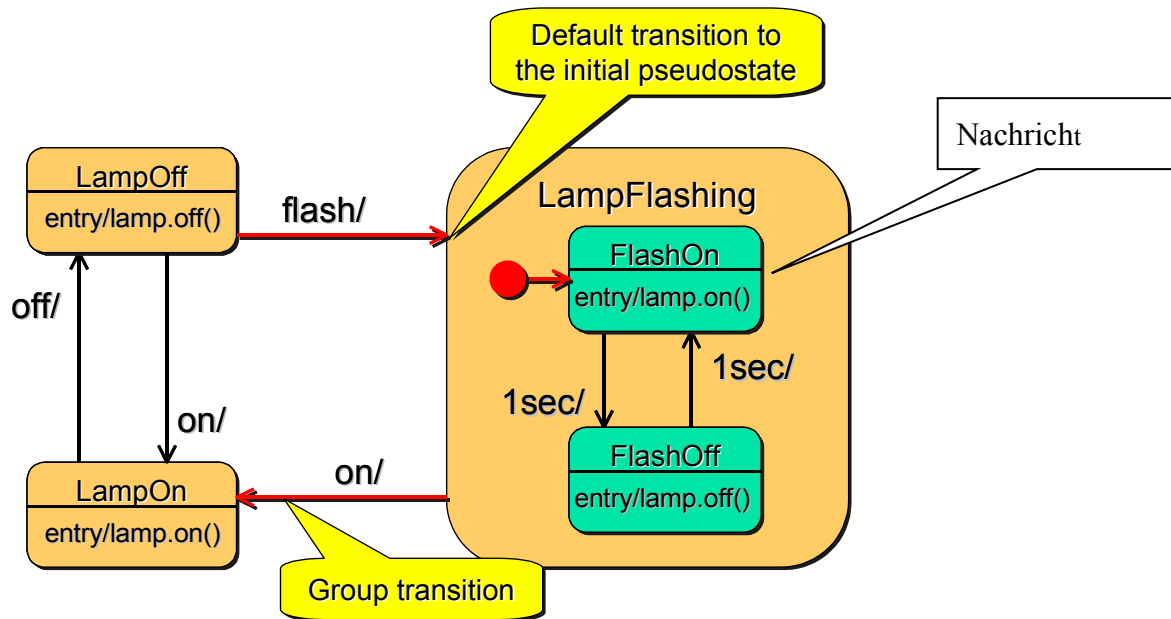 Default transition to
the initial pseudostate
Nachricht
LampOff
entry/lamp.off()
flash/
LampFlashing
FlashOn
entry/lamp.on()
off/
on/
1sec/
1sec/
FlashOff
entry/lamp.off()
LampOn
entry/lamp.on()
on/
Group transition